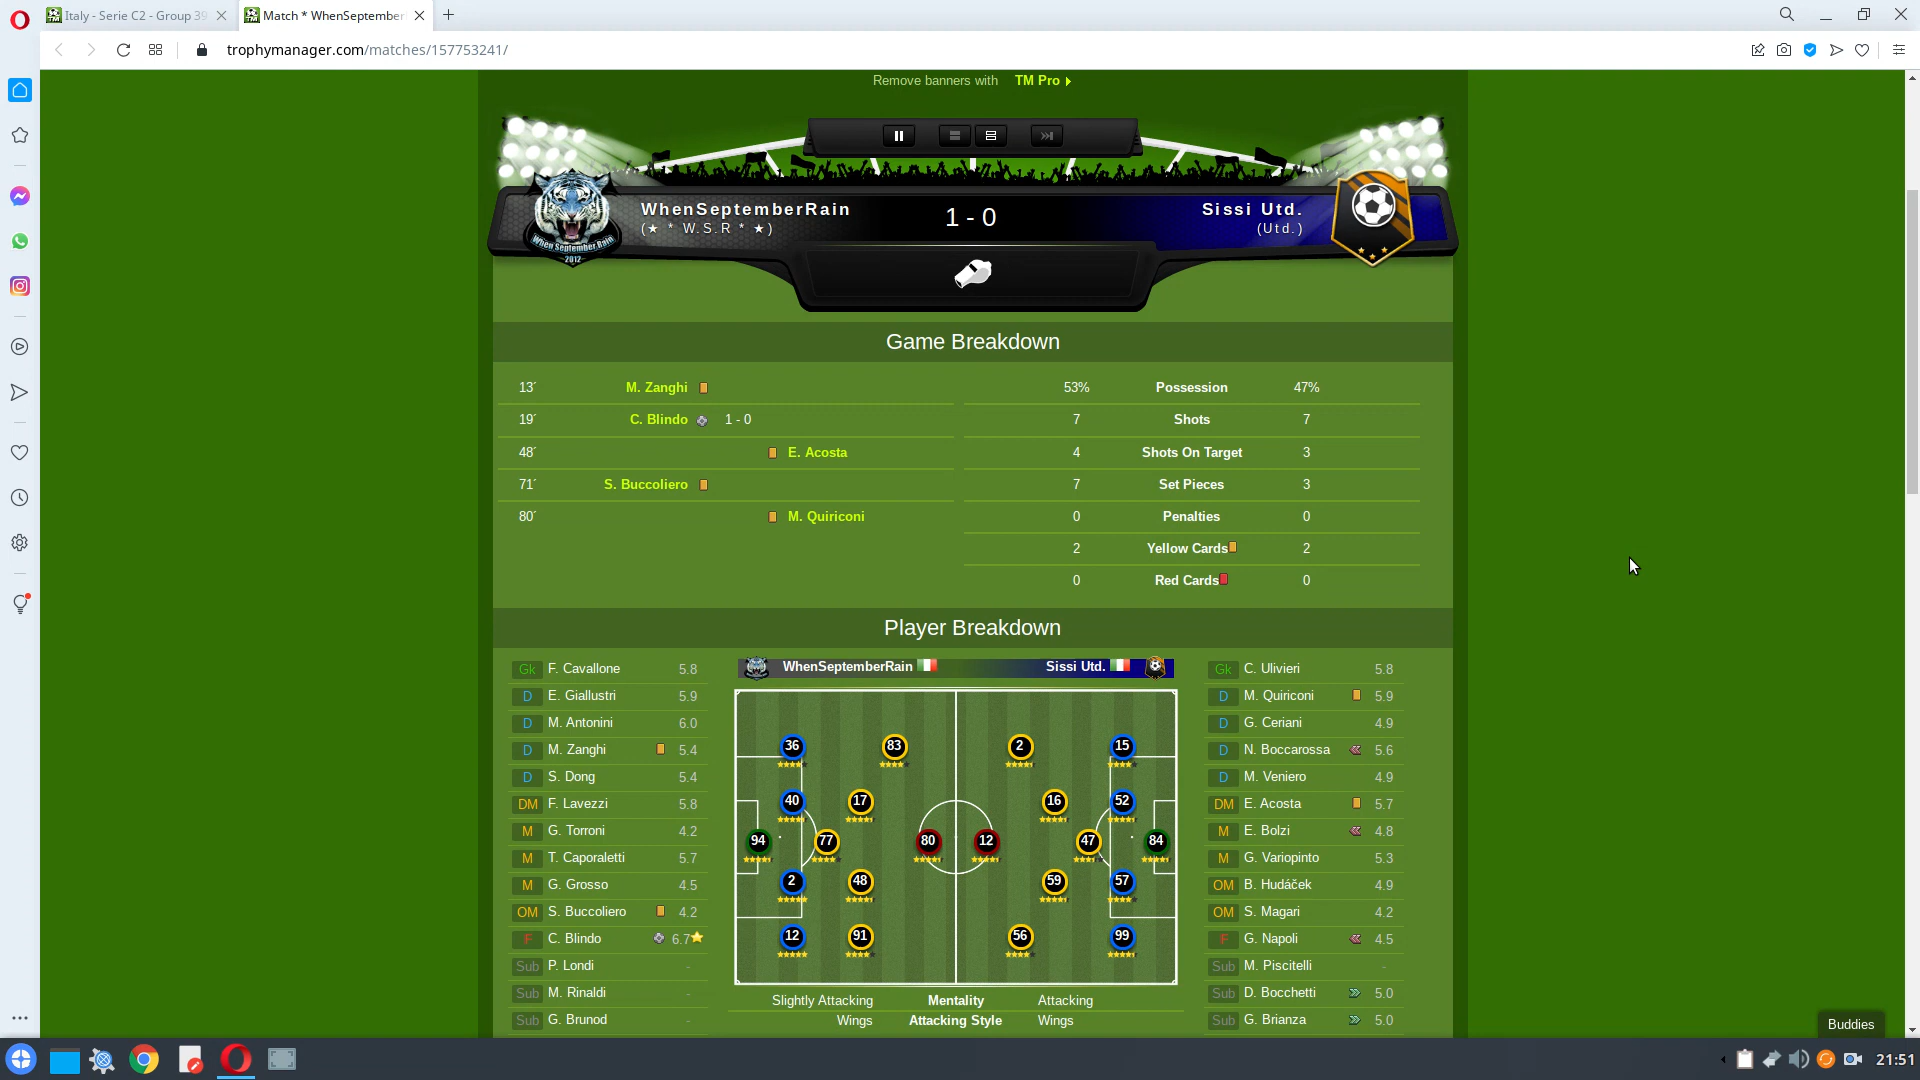 Italy - Serie C2 - Group 39
Match * WhenSeptember
trophymanager.com/matches/157753241/
Remove banners with TM Pro
WhenSeptemberRain
(★ * W.S.R * ★)
1 - 0
Sissi Utd.
(Utd.)
When September Rain
2012
Game Breakdown
13´ M. Zanghi
19´ C. Blindo 1 - 0
48´ E. Acosta
71´ S. Buccoliero
80´ M. Quiriconi
53% Possession 47%
7 Shots 7
4 Shots On Target 3
7 Set Pieces 3
0 Penalties 0
2 Yellow Cards 2
0 Red Cards 0
Player Breakdown
Gk F. Cavallone 5.8
D E. Giallustri 5.9
D M. Antonini 6.0
D M. Zanghi 5.4
D S. Dong 5.4
DM F. Lavezzi 5.8
M G. Torroni 4.2
M T. Caporaletti 5.7
M G. Grosso 4.5
OM S. Buccoliero 4.2
F C. Blindo 6.7
Sub P. Londi -
Sub M. Rinaldi -
Sub G. Brunod -
WhenSeptemberRain Sissi Utd.
36 83 2 15
40 17 16 52
94 77 80 12 47 84
2 48 59 57
12 91 56 99
Slightly Attacking Mentality Attacking
Wings Attacking Style Wings
Gk C. Ulivieri 5.8
D M. Quiriconi 5.9
D G. Ceriani 4.9
D N. Boccarossa 5.6
D M. Veniero 4.9
DM E. Acosta 5.7
M E. Bolzi 4.8
M G. Variopinto 5.3
OM B. Hudáček 4.9
OM S. Magari 4.2
F G. Napoli 4.5
Sub M. Piscitelli -
Sub D. Bocchetti 5.0
Sub G. Brianza 5.0
Buddies
21:51